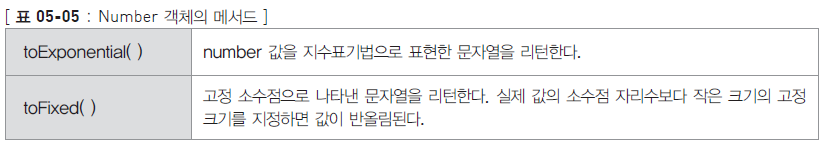 [ 표 05-05 : Number 객체의 메서드 ]
toExponential( ) number 값을 지수표기법으로 표현한 문자열을 리턴한다.
toFixed( ) 고정 소수점으로 나타낸 문자열을 리턴한다. 실제 값의 소수점 자리수보다 작은 크기의 고정
크기를 지정하면 값이 반올림된다.